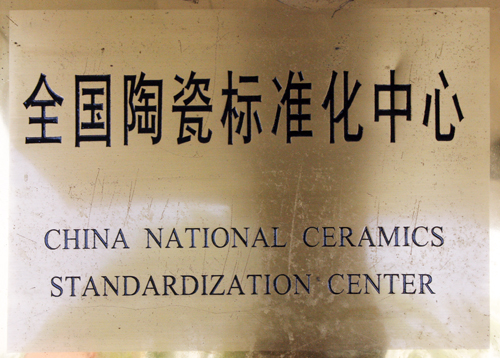 全国陶瓷标准化中心
CHINA NATIONAL CERAMICS
STANDARDIZATION CENTER